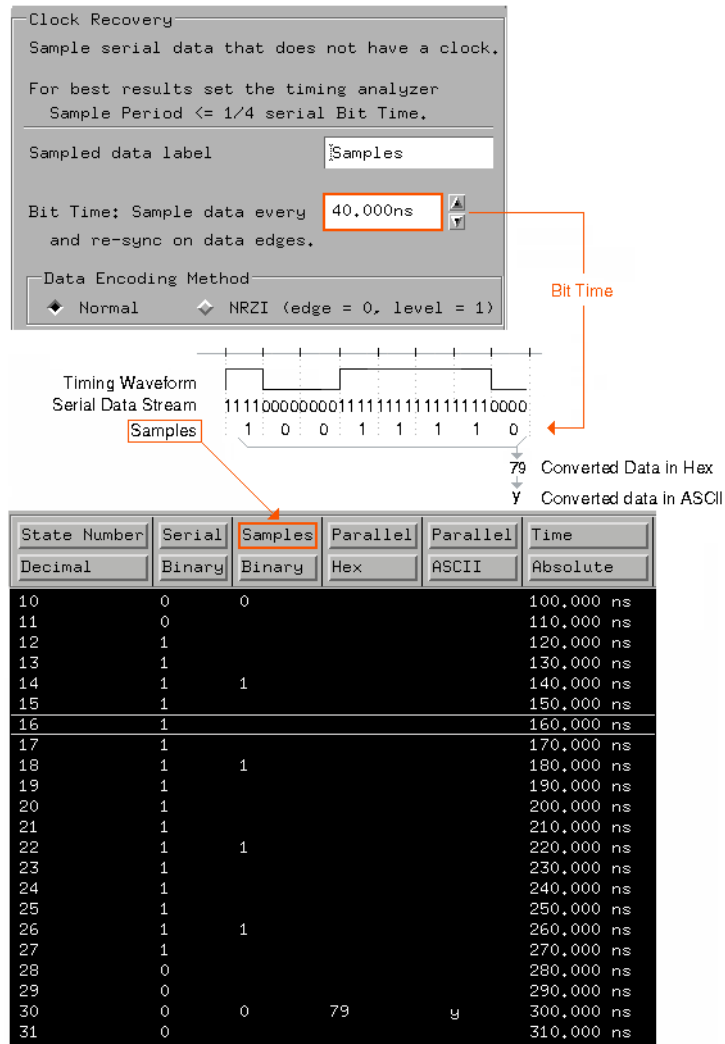 Clock Recovery
Sample serial data that does not have a clock.
For best results set the timing analyzer
Sample Period <= 1/4 serial Bit Time.
Sampled data label Samples
Bit Time: Sample data every 40.000ns
and re-sync on data edges.
Data Encoding Method
Normal NRZI (edge = 0, level = 1)
Bit Time
Timing Waveform
Serial Data Stream 11110000000011111111111111110000
Samples 1 0 0 1 1 1 1 0
79 Converted Data in Hex
y Converted data in ASCII
State Number Serial Samples Parallel Parallel Time
Decimal Binary Binary Hex ASCII Absolute
10 0 0 100.000 ns
11 0 110.000 ns
12 1 120.000 ns
13 1 130.000 ns
14 1 1 140.000 ns
15 1 150.000 ns
16 1 160.000 ns
17 1 170.000 ns
18 1 1 180.000 ns
19 1 190.000 ns
20 1 200.000 ns
21 1 210.000 ns
22 1 1 220.000 ns
23 1 230.000 ns
24 1 240.000 ns
25 1 250.000 ns
26 1 1 260.000 ns
27 1 270.000 ns
28 0 280.000 ns
29 0 290.000 ns
30 0 0 79 y 300.000 ns
31 0 310.000 ns